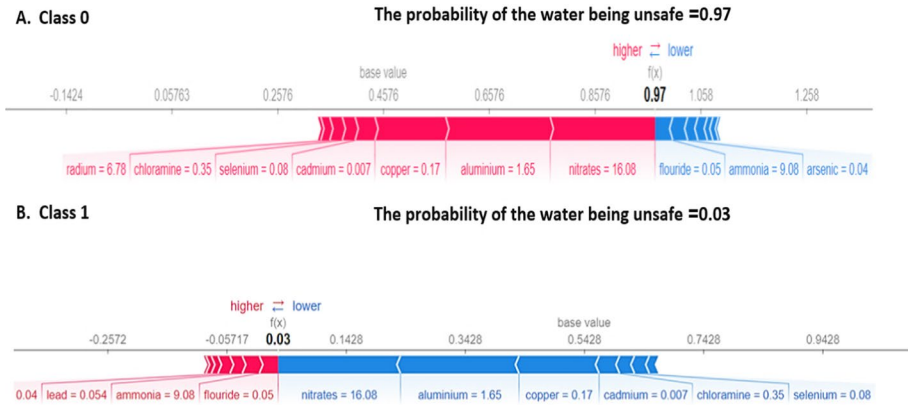 A. Class 0
The probability of the water being unsafe =0.97
higher ⇄ lower
base value f(x)
-0.1424 0.05763 0.2576 0.4576 0.6576 0.8576 0.97 1.058 1.258
radium = 6.78 chloramine = 0.35 selenium = 0.08 cadmium = 0.007 copper = 0.17 aluminium = 1.65 nitrates = 16.08 flouride = 0.05 ammonia = 9.08 arsenic = 0.04
B. Class 1
The probability of the water being unsafe =0.03
higher ⇄ lower
f(x) base value
-0.2572 -0.05717 0.03 0.1428 0.3428 0.5428 0.7428 0.9428
0.04 lead = 0.054 ammonia = 9.08 flouride = 0.05 nitrates = 16.08 aluminium = 1.65 copper = 0.17 cadmium = 0.007 chloramine = 0.35 selenium = 0.08